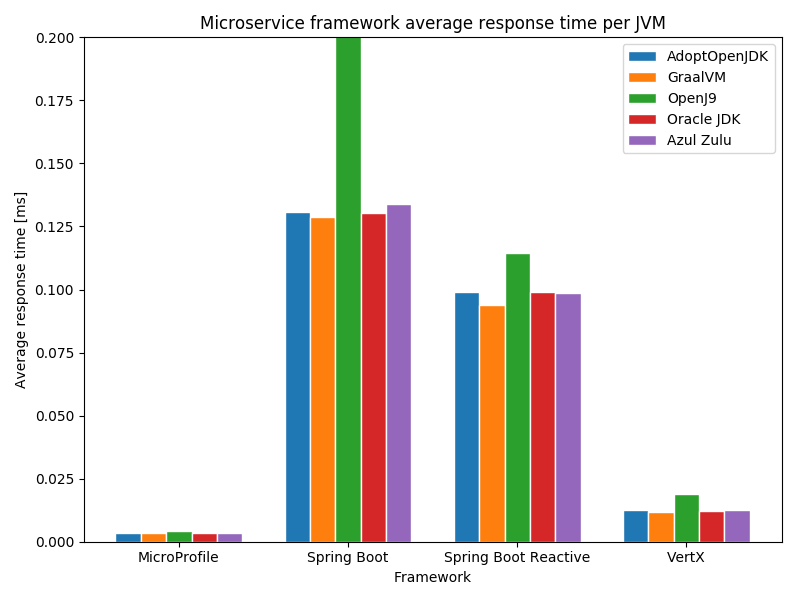 Microservice framework average response time per JVM
AdoptOpenJDK
GraalVM
OpenJ9
Oracle JDK
Azul Zulu
Average response time [ms]
0.200
0.175
0.150
0.125
0.100
0.075
0.050
0.025
0.000
MicroProfile
Spring Boot
Spring Boot Reactive
VertX
Framework